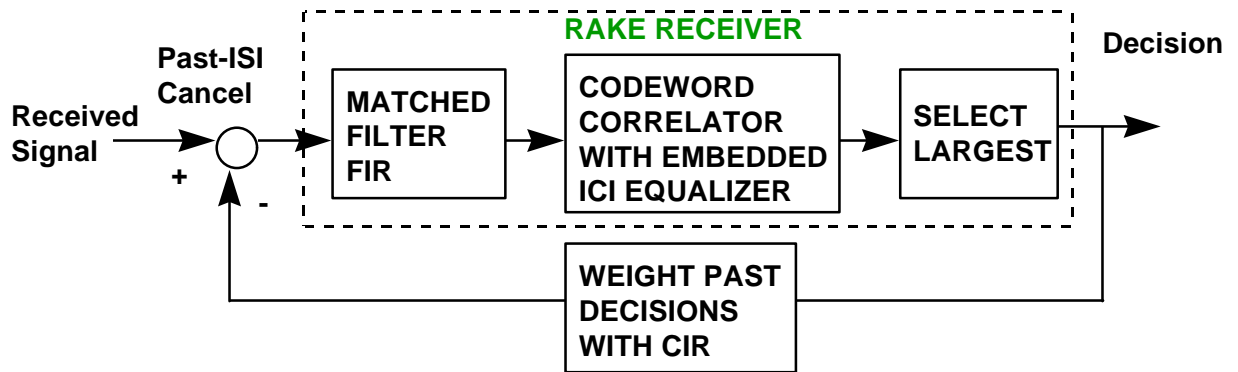 RAKE RECEIVER
Decision
Past-ISI
Cancel
Received
Signal
+
-
MATCHED
FILTER
FIR
CODEWORD
CORRELATOR
WITH EMBEDDED
ICI EQUALIZER
SELECT
LARGEST
WEIGHT PAST
DECISIONS
WITH CIR